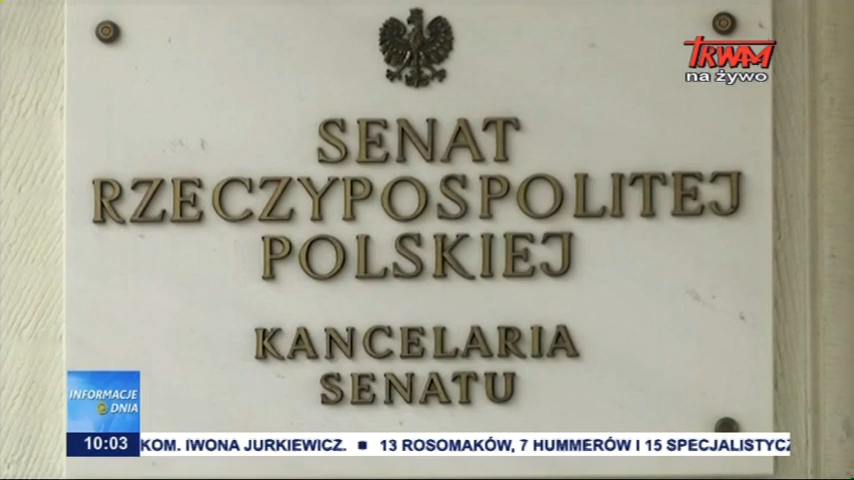 TRWAM
na żywo
SENAT
RZECZYPOSPOLITEJ
POLSKIEJ
KANCELARIA
SENATU
INFORMACJE
DNIA
10:03 KOM. IWONA JURKIEWICZ. ■ 13 ROSOMAKÓW, 7 HUMMERÓW I 15 SPECJALISTYCZ